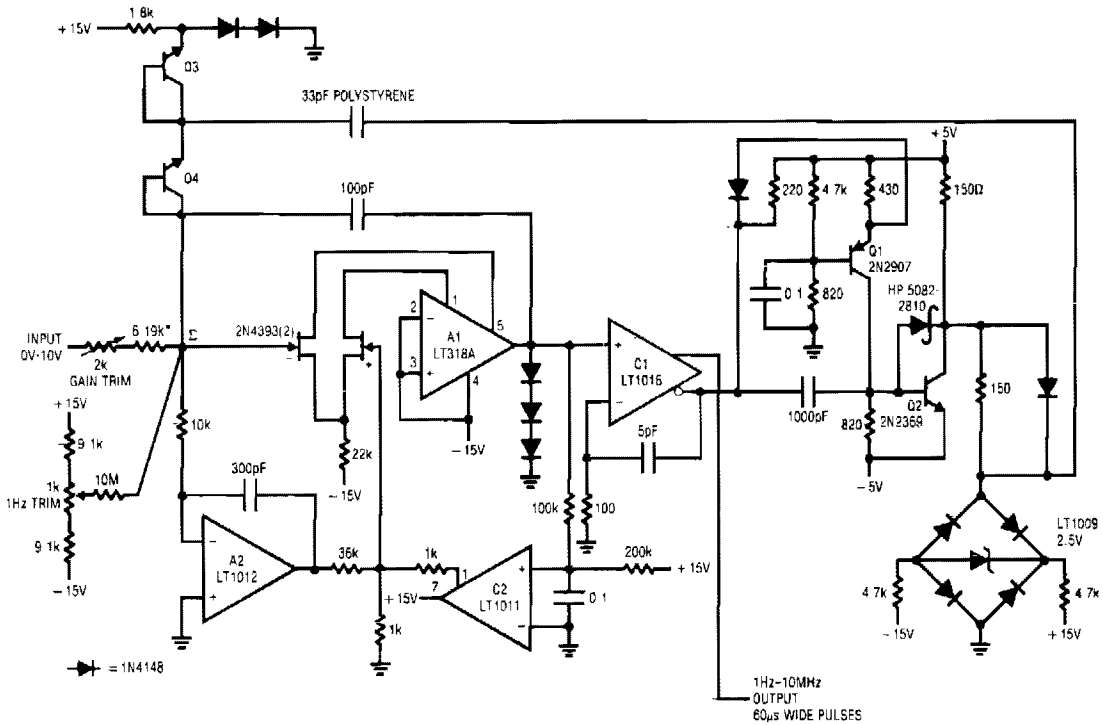 1 8k
+15V
Q3
33pF POLYSTYRENE
Q4
100pF
+5V
220
4 7k
430
150Ω
Q1
2N2907
0 1
820
HP 5082-
2810
INPUT
0V-10V
6 19k*
2k
GAIN TRIM
Σ
2N4393(2)
-
+
2
-
3
+
1
5
4
A1
LT318A
-15V
22k
-15V
+
-
C1
LT1016
5pF
1000pF
Q2
2N2369
820
-5V
150
+15V
9 1k
1k
1Hz TRIM
10M
9 1k
-15V
10k
300pF
-
+
A2
LT1012
36k
1k
+15V
7
1
C2
LT1011
+
-
1k
100k
100
200k
+15V
0 1
LT1009
2.5V
4 7k
-15V
4 7k
+15V
= 1N4148
1Hz-10MHz
OUTPUT
60µs WIDE PULSES